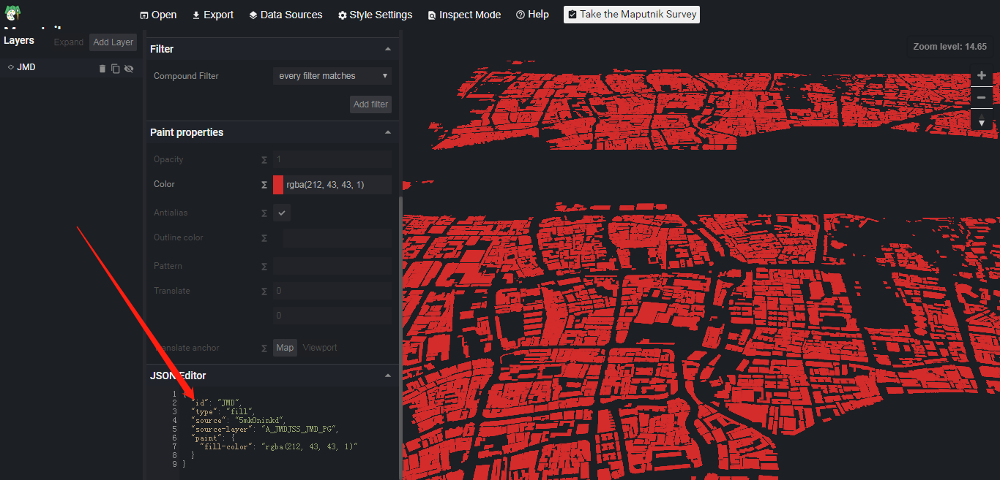 Open Export Data Sources Style Settings Inspect Mode Help Take the Maputnik Survey
Layers Expand Add Layer
JMD
Filter
Compound Filter every filter matches
Add filter
Paint properties
Opacity 1
Color rgba(212, 43, 43, 1)
Antialias
Outline color
Pattern
Translate 0
0
Translate anchor Map Viewport
JSON Editor
1 {
2 "id": "JMD",
3 "type": "fill",
4 "source": "5mk0ninkd",
5 "source-layer": "A_JMDJSS_JMD_PG",
6 "paint": {
7 "fill-color": "rgba(212, 43, 43, 1)"
8 }
9 }
Zoom level: 14.65